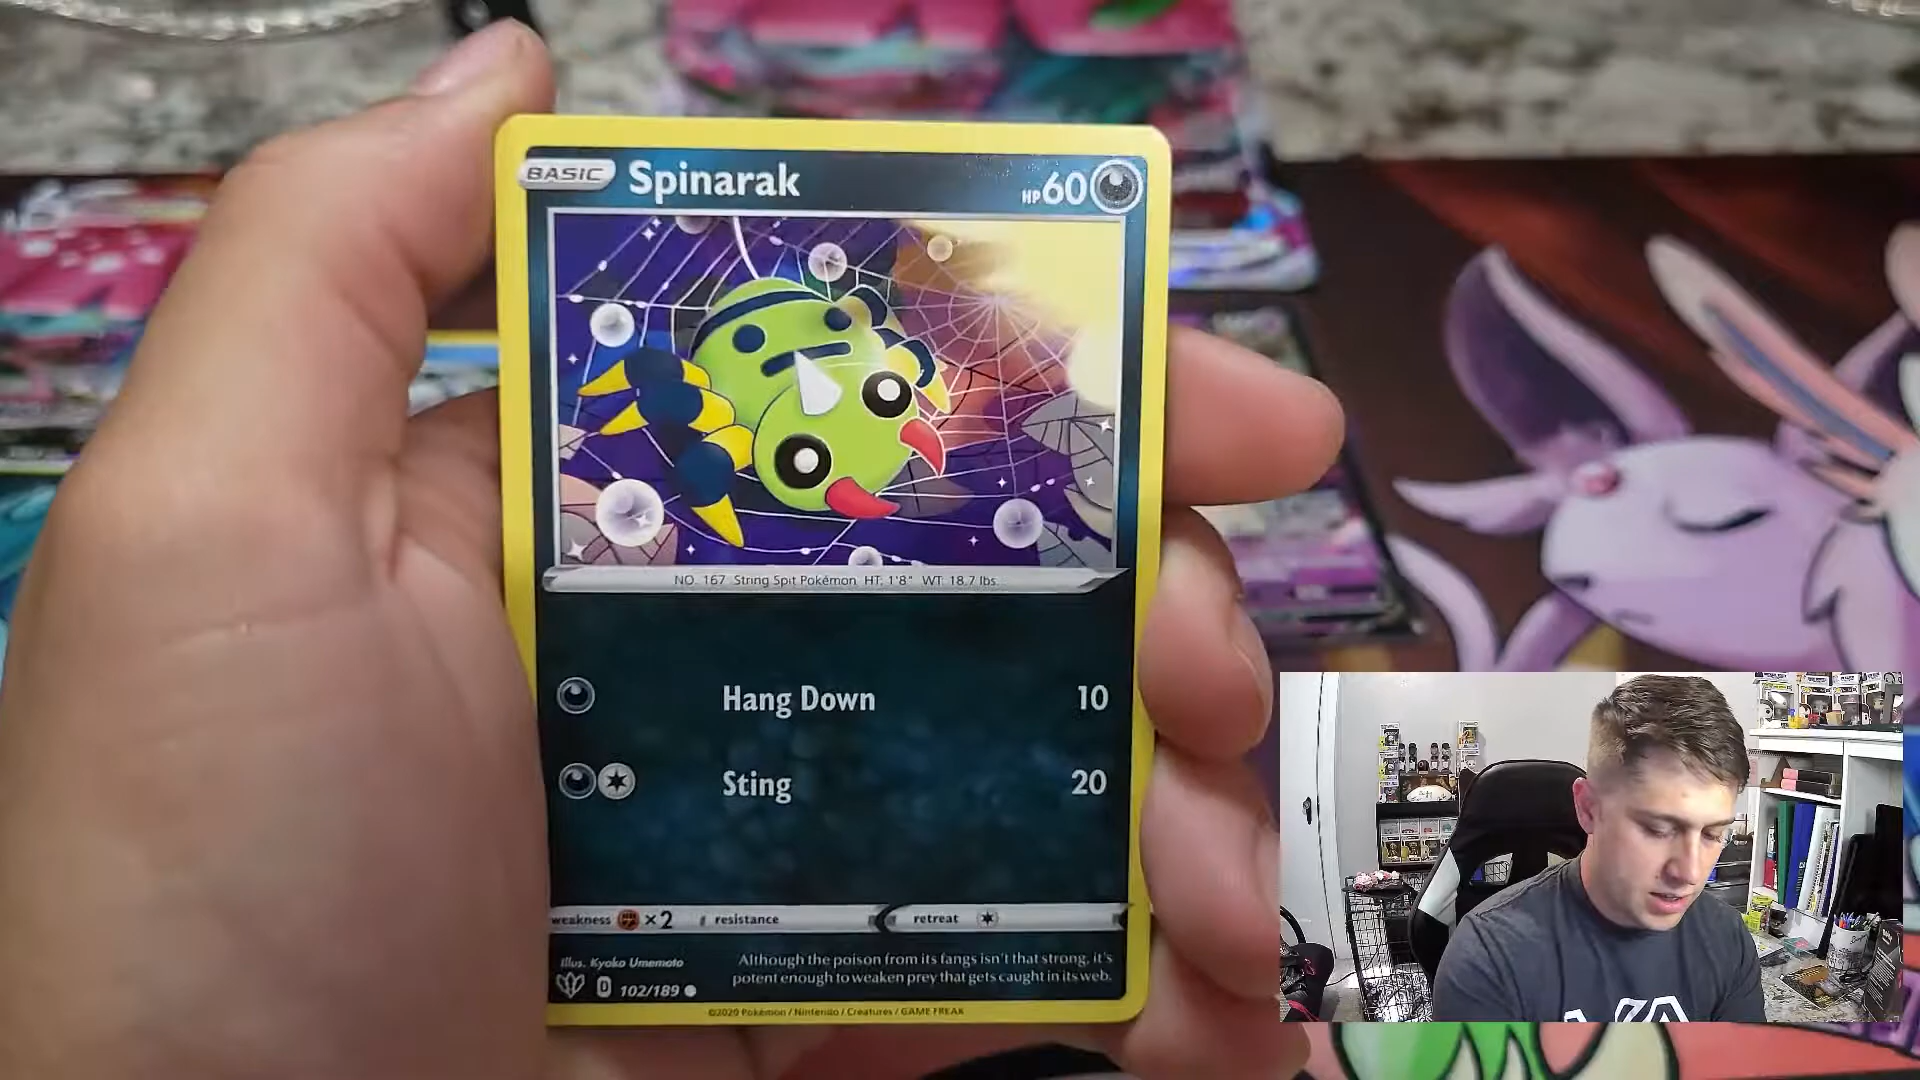 BASIC Spinarak HP 60
NO. 167 String Spit Pokémon HT: 1'8" WT: 18.7 lbs.
Hang Down 10
Sting 20
weakness ×2 resistance retreat
Illus. Kyoko Umemoto
Although the poison from its fangs isn't that strong, it's
potent enough to weaken prey that gets caught in its web.
D 102/189
©2020 Pokémon / Nintendo / Creatures / GAME FREAK